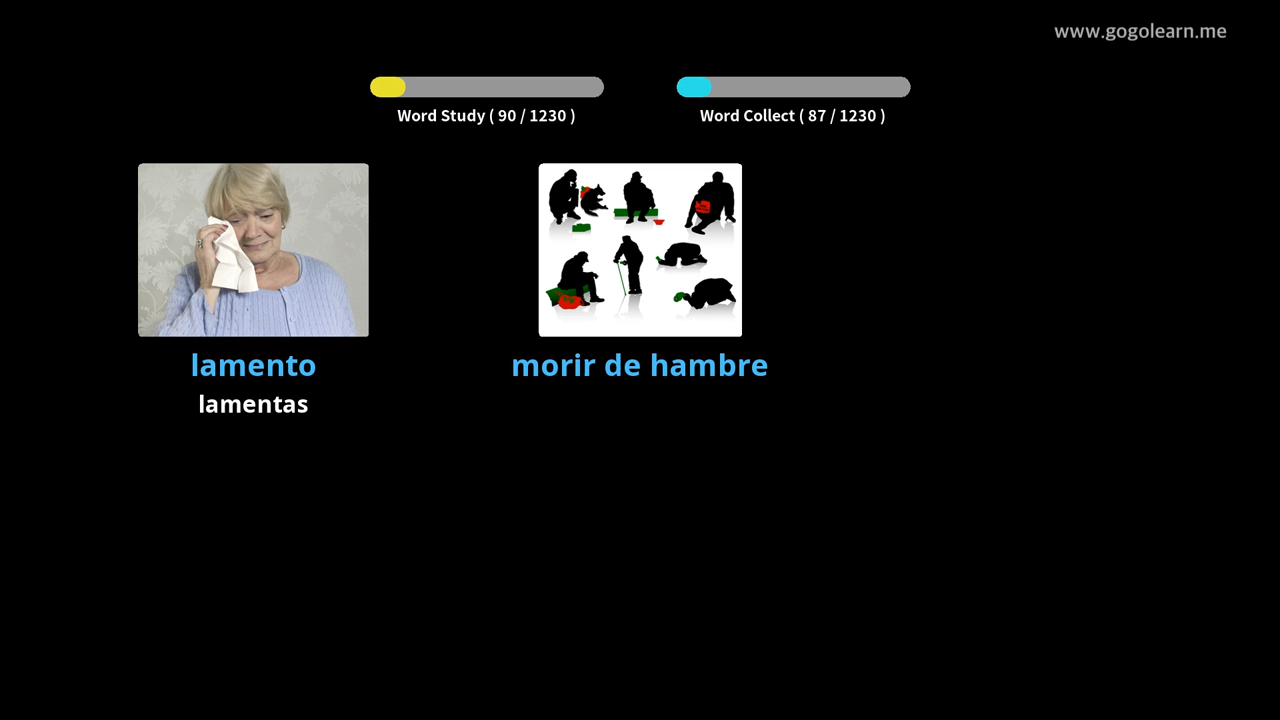 www.gogolearn.me
Word Study ( 90 / 1230 )
Word Collect ( 87 / 1230 )
lamento
lamentas
morir de hambre